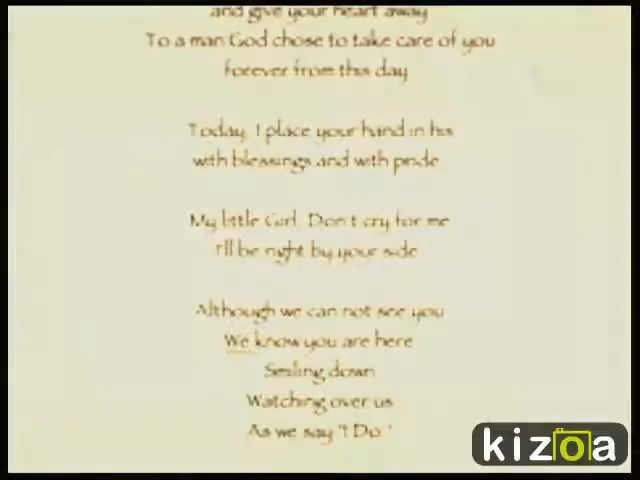 and give your heart away
To a man God chose to take care of you
forever from this day
Today, I place your hand in his
with blessings and with pride
My little Girl, Don't cry for me
I'll be right by your side
Although we can not see you
We know you are here
Smiling down
Watching over us
As we say "I Do."
kizoa